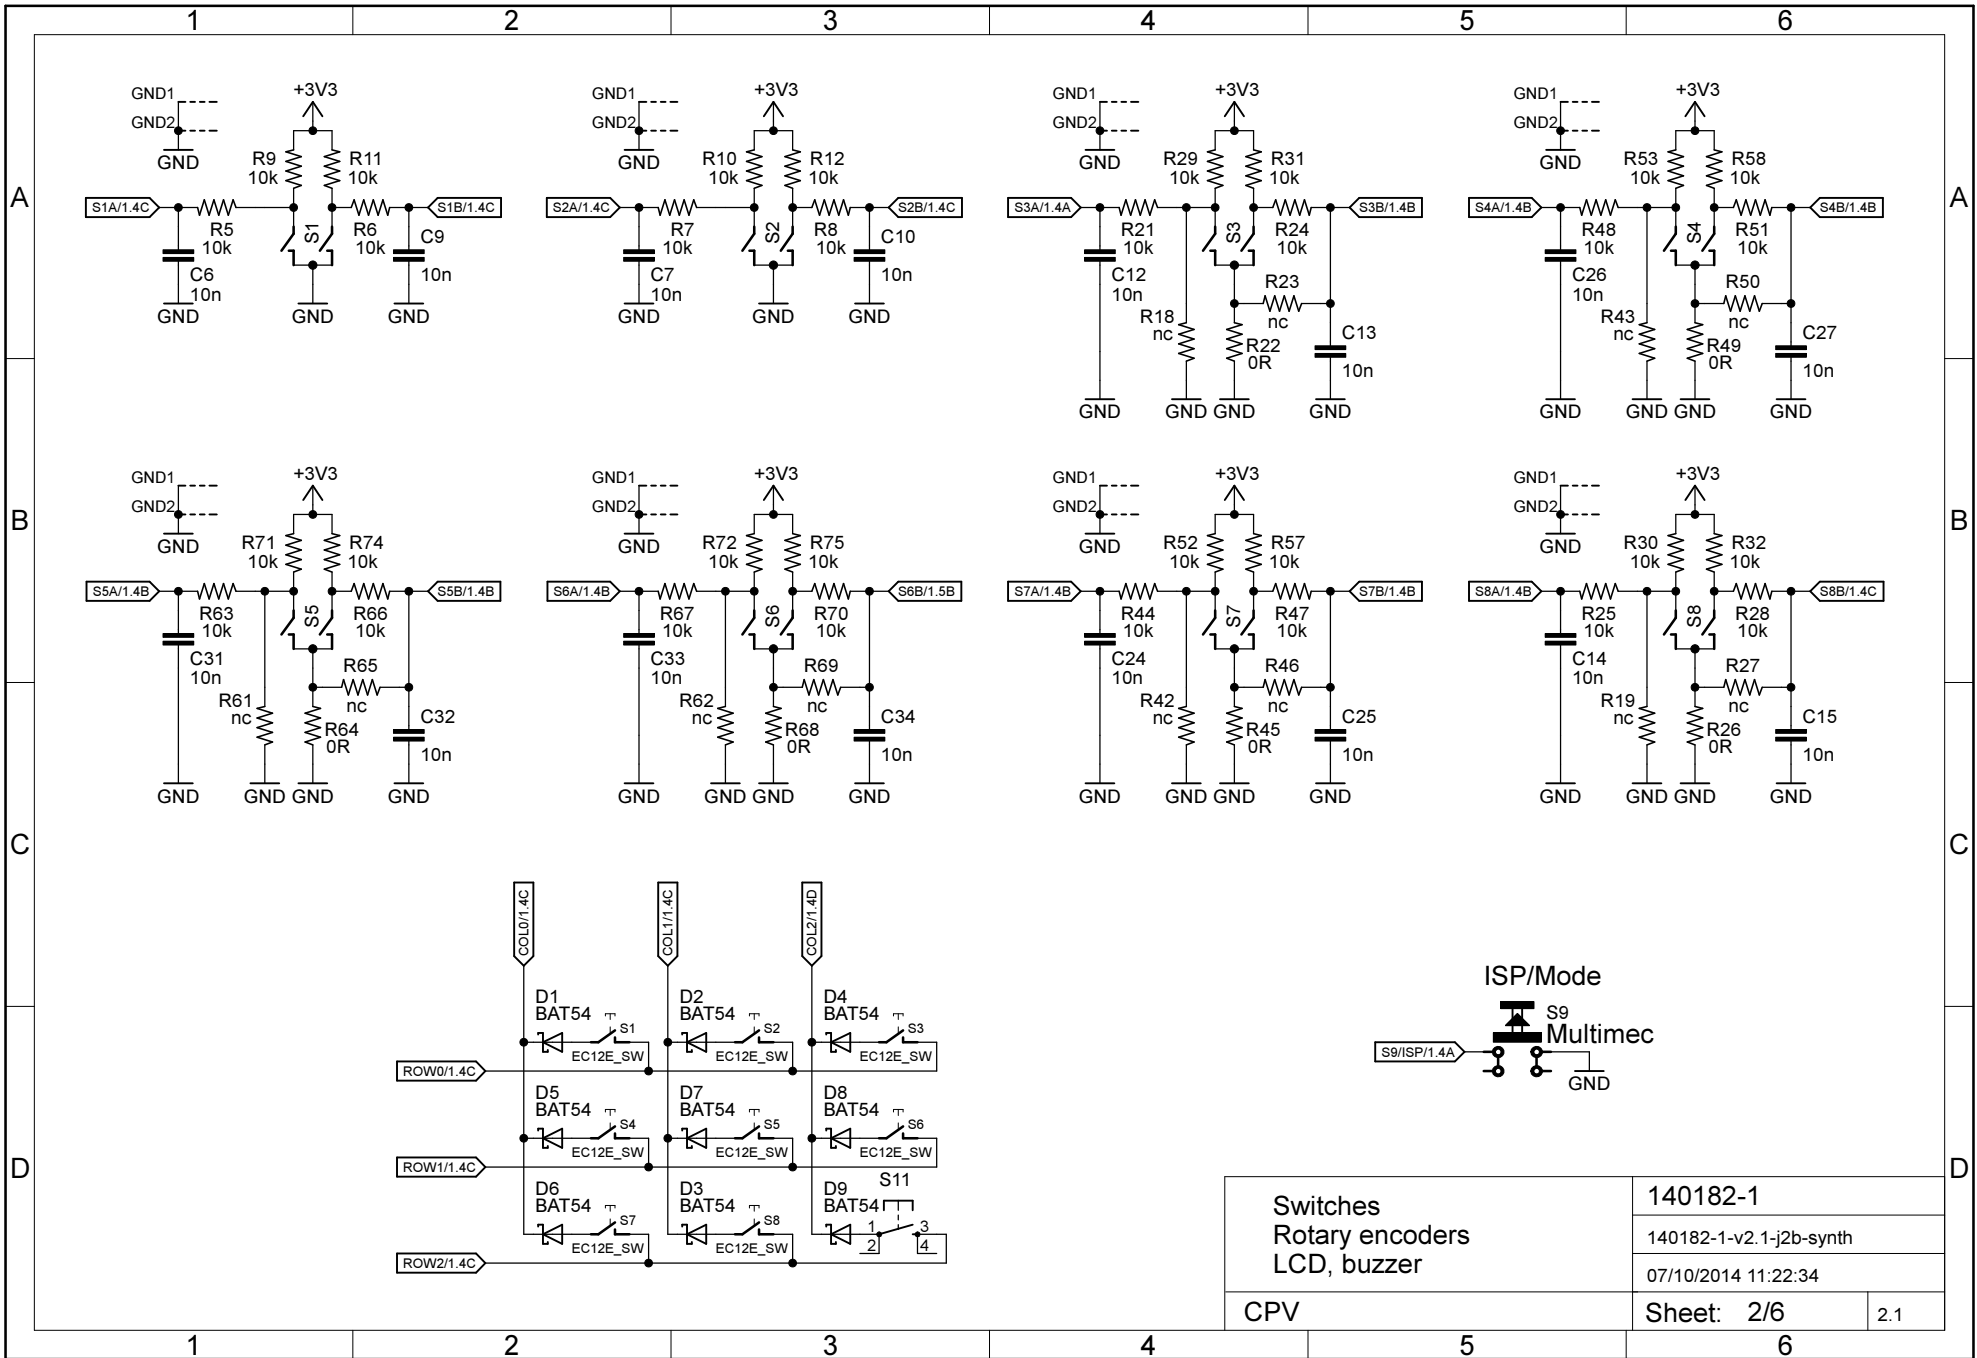 1 2 3 4 5 6
A A
B B
C C
D D
GND1
GND2
GND
+3V3
R9
10k
R11
10k
S1A/1.4C
R5
10k
C6
10n
GND
S1
GND
R6
10k
S1B/1.4C
C9
10n
GND
GND1
GND2
GND
+3V3
R10
10k
R12
10k
S2A/1.4C
R7
10k
C7
10n
GND
S2
GND
R8
10k
S2B/1.4C
C10
10n
GND
GND1
GND2
GND
+3V3
R29
10k
R31
10k
S3A/1.4A
R21
10k
C12
10n
GND
R18
nc
GND
S3
R22
0R
GND
R23
nc
R24
10k
S3B/1.4B
C13
10n
GND
GND1
GND2
GND
+3V3
R53
10k
R58
10k
S4A/1.4B
R48
10k
C26
10n
GND
R43
nc
GND
S4
R49
0R
GND
R50
nc
R51
10k
S4B/1.4B
C27
10n
GND
GND1
GND2
GND
+3V3
R71
10k
R74
10k
S5A/1.4B
R63
10k
C31
10n
GND
R61
nc
GND
S5
R64
0R
GND
R65
nc
R66
10k
S5B/1.4B
C32
10n
GND
GND1
GND2
GND
+3V3
R72
10k
R75
10k
S6A/1.4B
R67
10k
C33
10n
GND
R62
nc
GND
S6
R68
0R
GND
R69
nc
R70
10k
S6B/1.5B
C34
10n
GND
GND1
GND2
GND
+3V3
R52
10k
R57
10k
S7A/1.4B
R44
10k
C24
10n
GND
R42
nc
GND
S7
R45
0R
GND
R46
nc
R47
10k
S7B/1.4B
C25
10n
GND
GND1
GND2
GND
+3V3
R30
10k
R32
10k
S8A/1.4B
R25
10k
C14
10n
GND
R19
nc
GND
S8
R26
0R
GND
R27
nc
R28
10k
S8B/1.4C
C15
10n
GND
COL0/1.4C
COL1/1.4C
COL2/1.4D
D1
BAT54
S1
EC12E_SW
D2
BAT54
S2
EC12E_SW
D4
BAT54
S3
EC12E_SW
ROW0/1.4C
D5
BAT54
S4
EC12E_SW
D7
BAT54
S5
EC12E_SW
D8
BAT54
S6
EC12E_SW
ROW1/1.4C
D6
BAT54
S7
EC12E_SW
D3
BAT54
S8
EC12E_SW
D9
BAT54
S11
1 3
2 4
ROW2/1.4C
ISP/Mode
S9
Multimec
S9/ISP/1.4A
GND
Switches
Rotary encoders
LCD, buzzer
CPV
140182-1
140182-1-v2.1-j2b-synth
07/10/2014 11:22:34
Sheet: 2/6
2.1
1 2 3 4 5 6